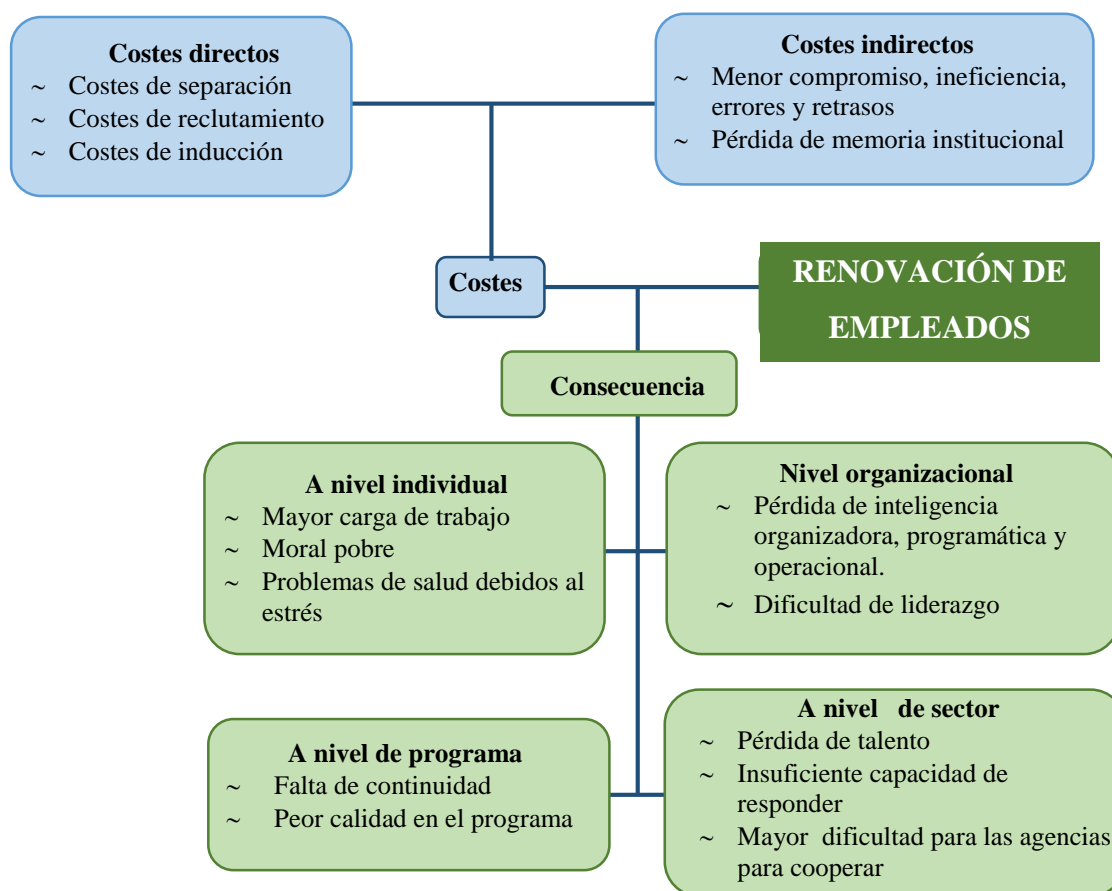 Costes directos
~ Costes de separación
~ Costes de reclutamiento
~ Costes de inducción
Costes indirectos
~ Menor compromiso, ineficiencia,
errores y retrasos
~ Pérdida de memoria institucional
Costes
RENOVACIÓN DE
EMPLEADOS
Consecuencia
A nivel individual
~ Mayor carga de trabajo
~ Moral pobre
~ Problemas de salud debidos al
estrés
Nivel organizacional
~ Pérdida de inteligencia
organizadora, programática y
operacional.
~ Dificultad de liderazgo
A nivel de programa
~ Falta de continuidad
~ Peor calidad en el programa
A nivel de sector
~ Pérdida de talento
~ Insuficiente capacidad de
responder
~ Mayor dificultad para las agencias
para cooperar